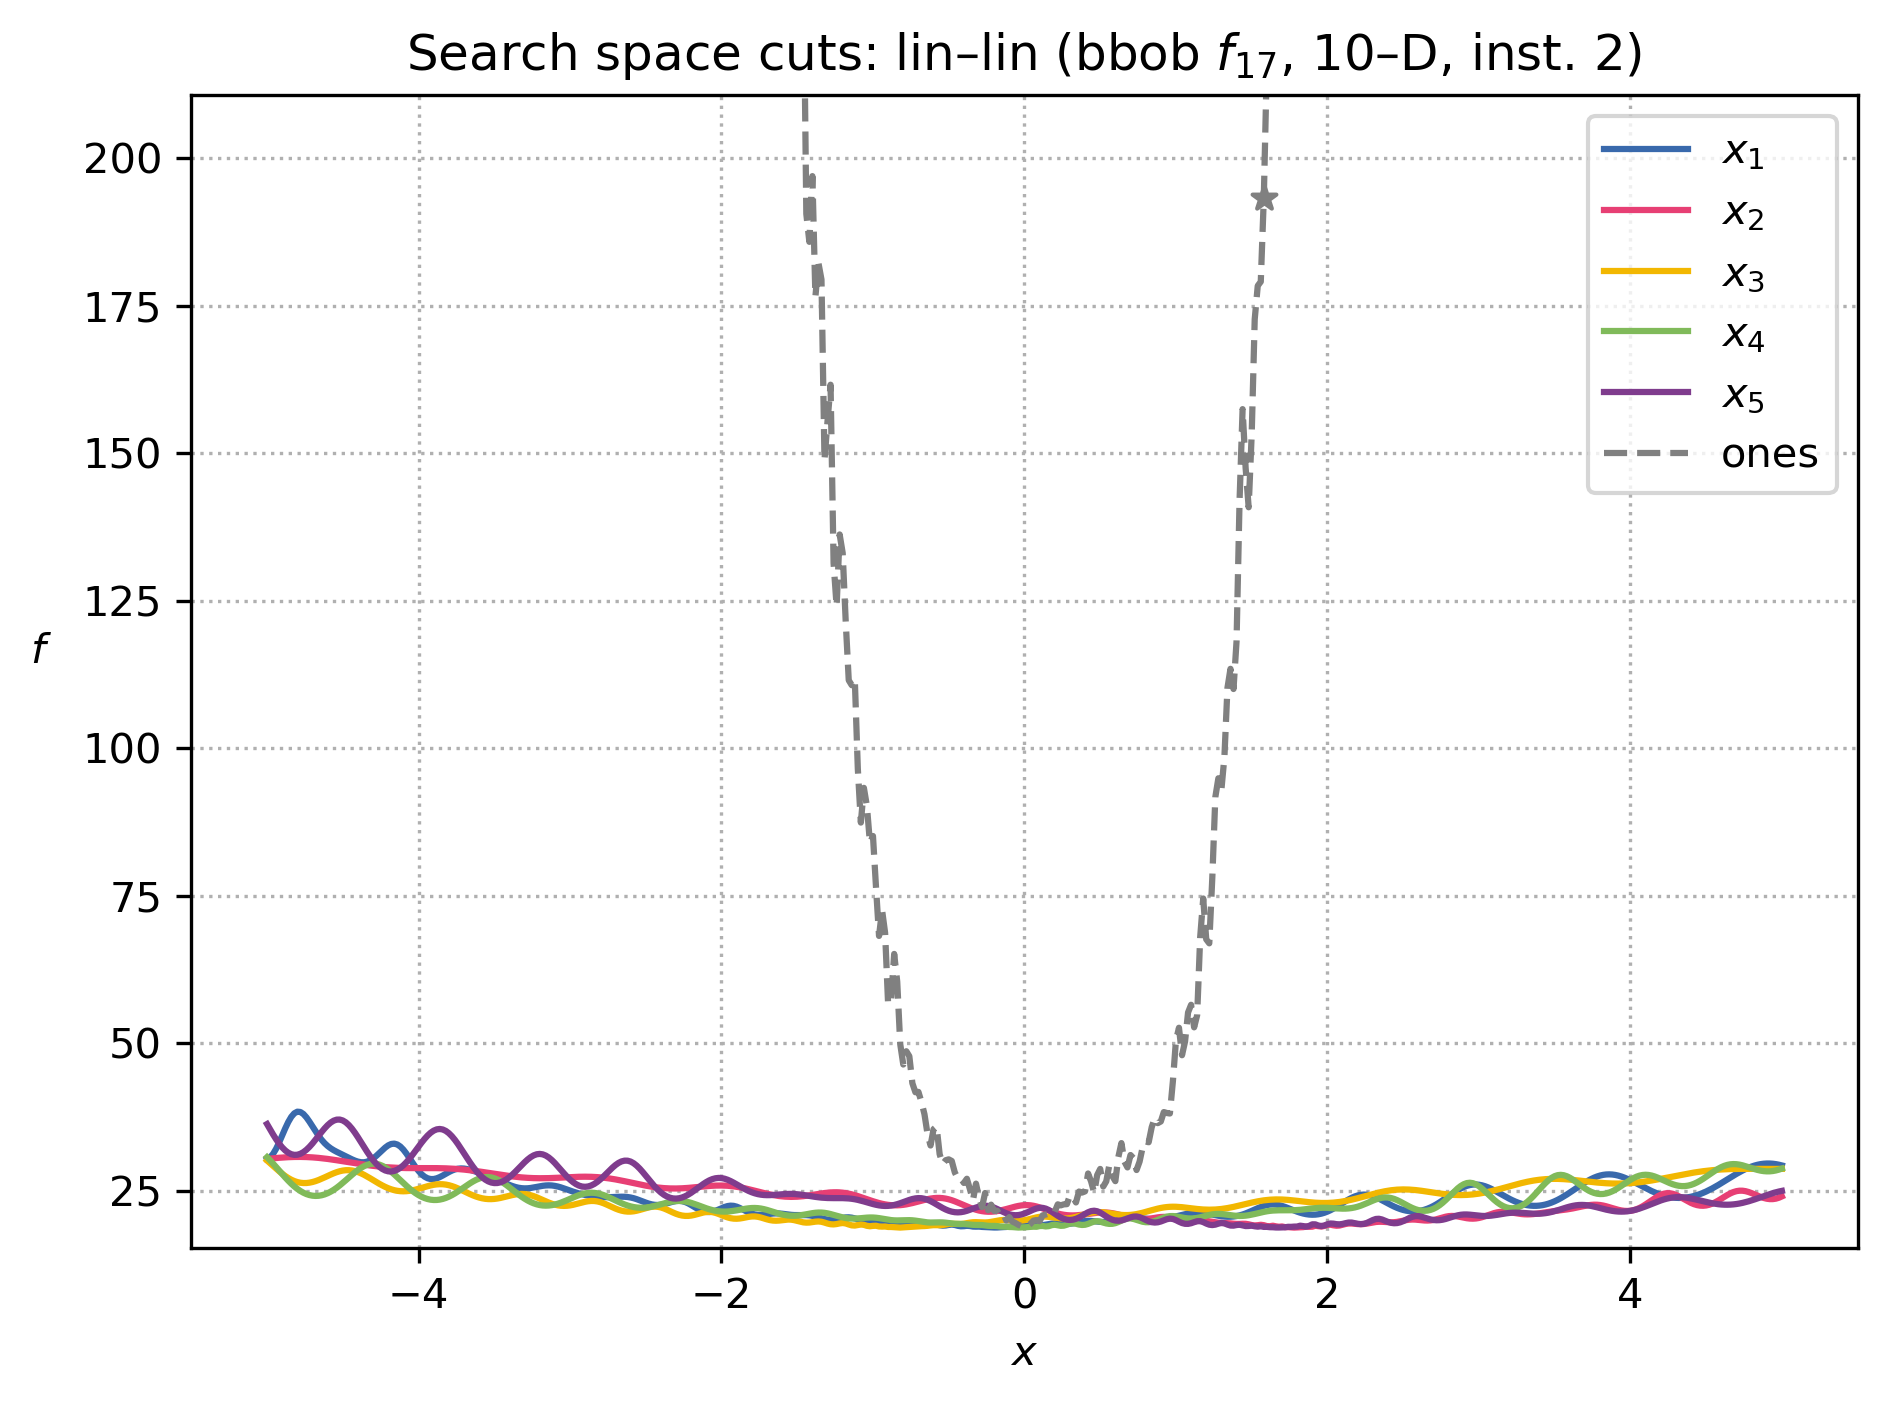 Search space cuts: lin–lin (bbob f17, 10–D, inst. 2)
200
175
150
125
100
75
50
25
f
−4
−2
0
2
4
x
x1
x2
x3
x4
x5
ones